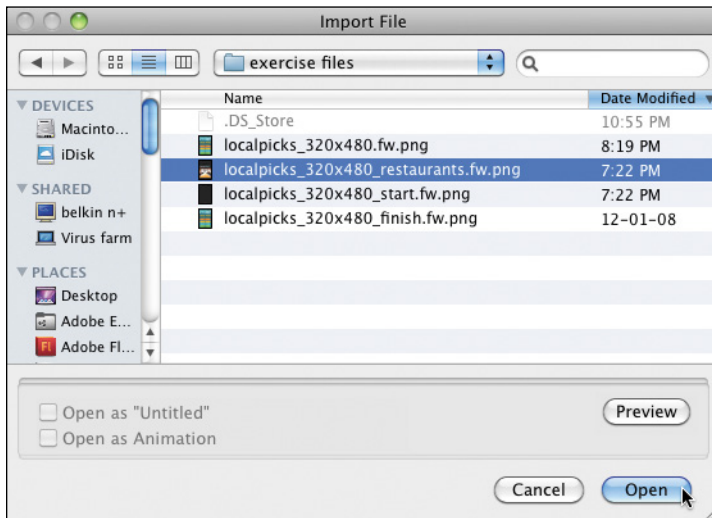 Import File
exercise files
DEVICES
Macinto...
iDisk
SHARED
belkin n+
Virus farm
PLACES
Desktop
Adobe E...
Adobe Fl...
Name Date Modified
.DS_Store 10:55 PM
localpicks_320x480.fw.png 8:19 PM
localpicks_320x480_restaurants.fw.png 7:22 PM
localpicks_320x480_start.fw.png 7:22 PM
localpicks_320x480_finish.fw.png 12-01-08
Open as "Untitled"
Open as Animation
Preview
Cancel Open